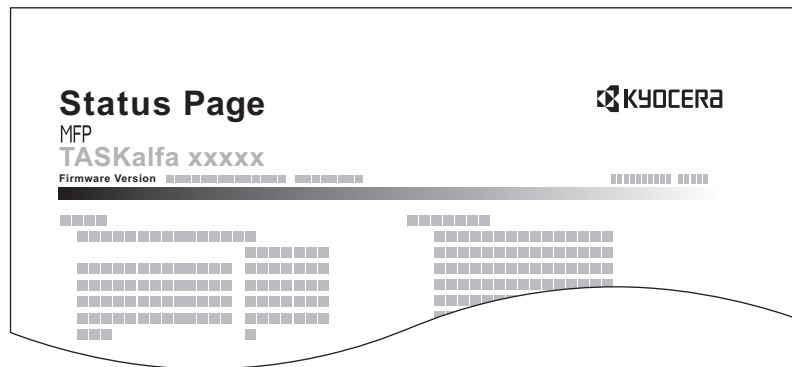 Status Page
KYOCERA
MFP
TASKalfa xxxxx
Firmware Version